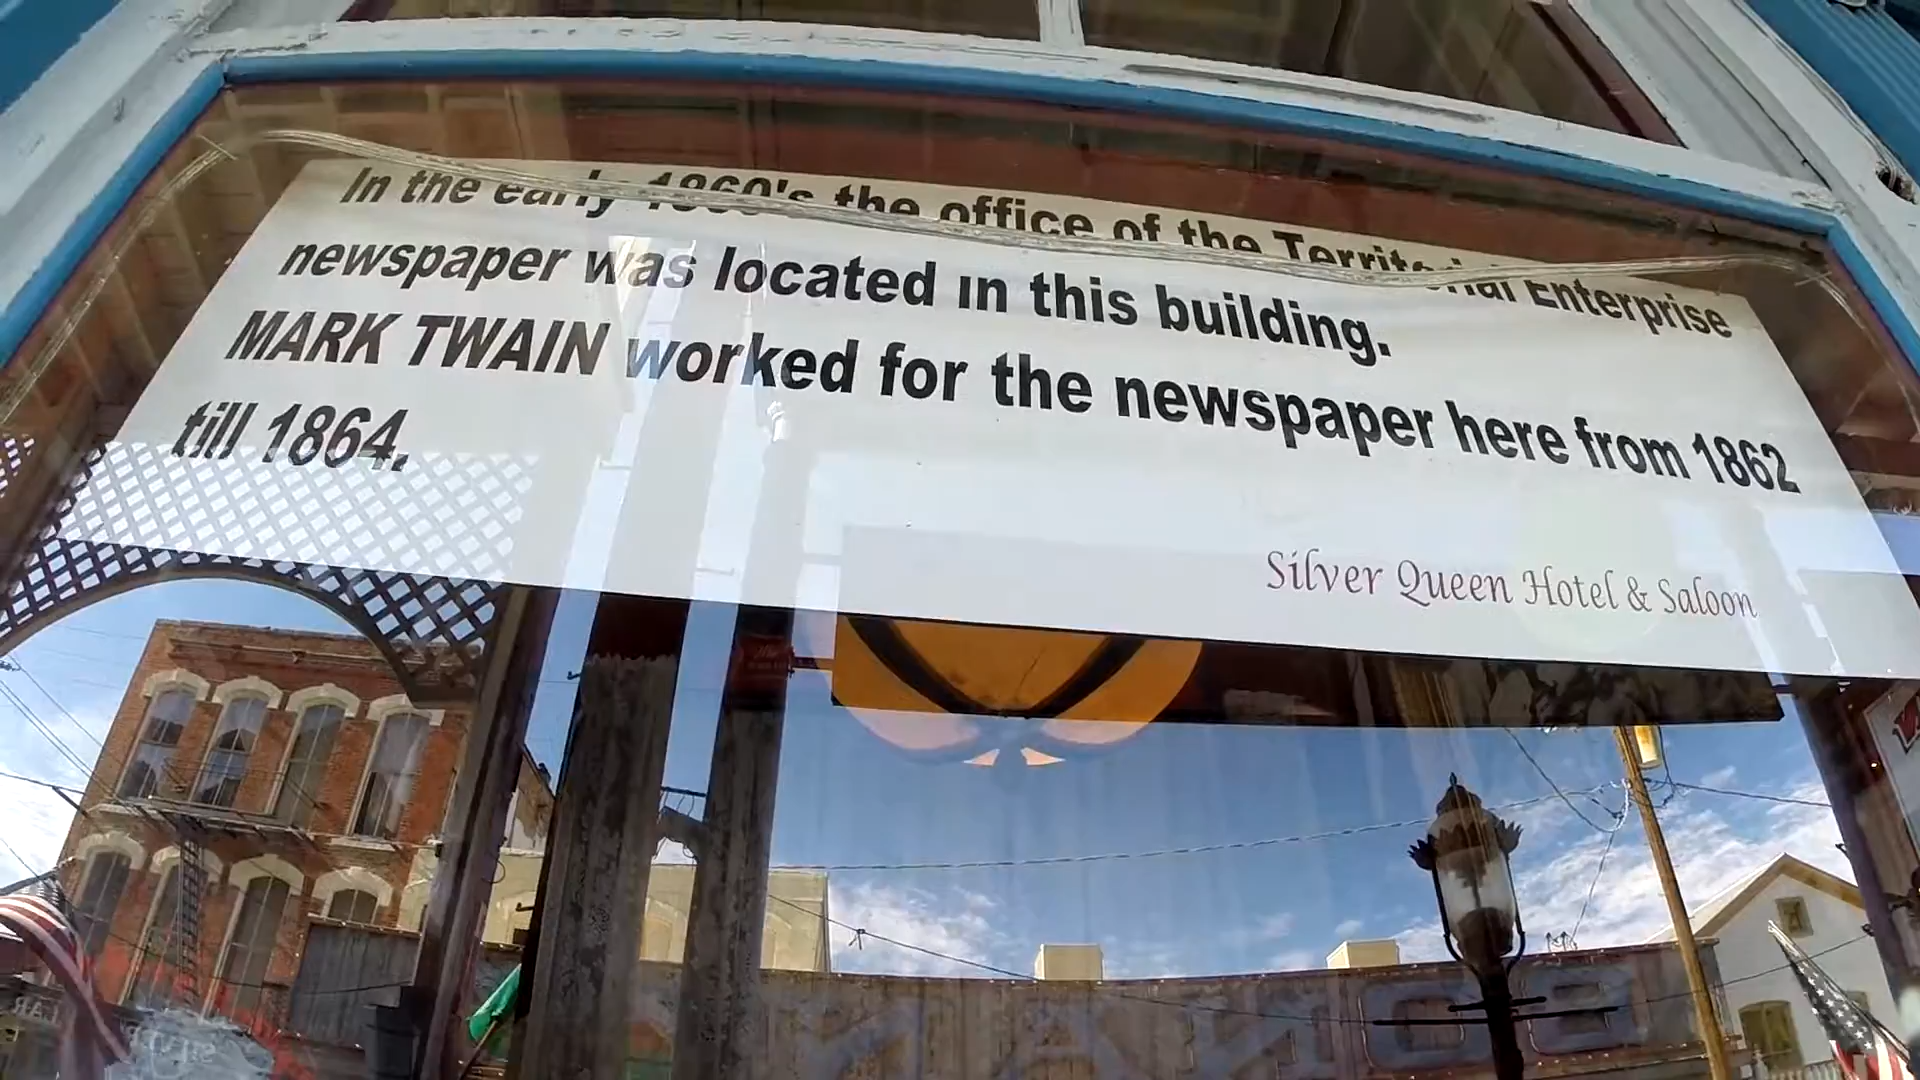 In the early 1860's the office of the Territorial Enterprise
newspaper was located in this building.
MARK TWAIN worked for the newspaper here from 1862
till 1864.
Silver Queen Hotel & Saloon